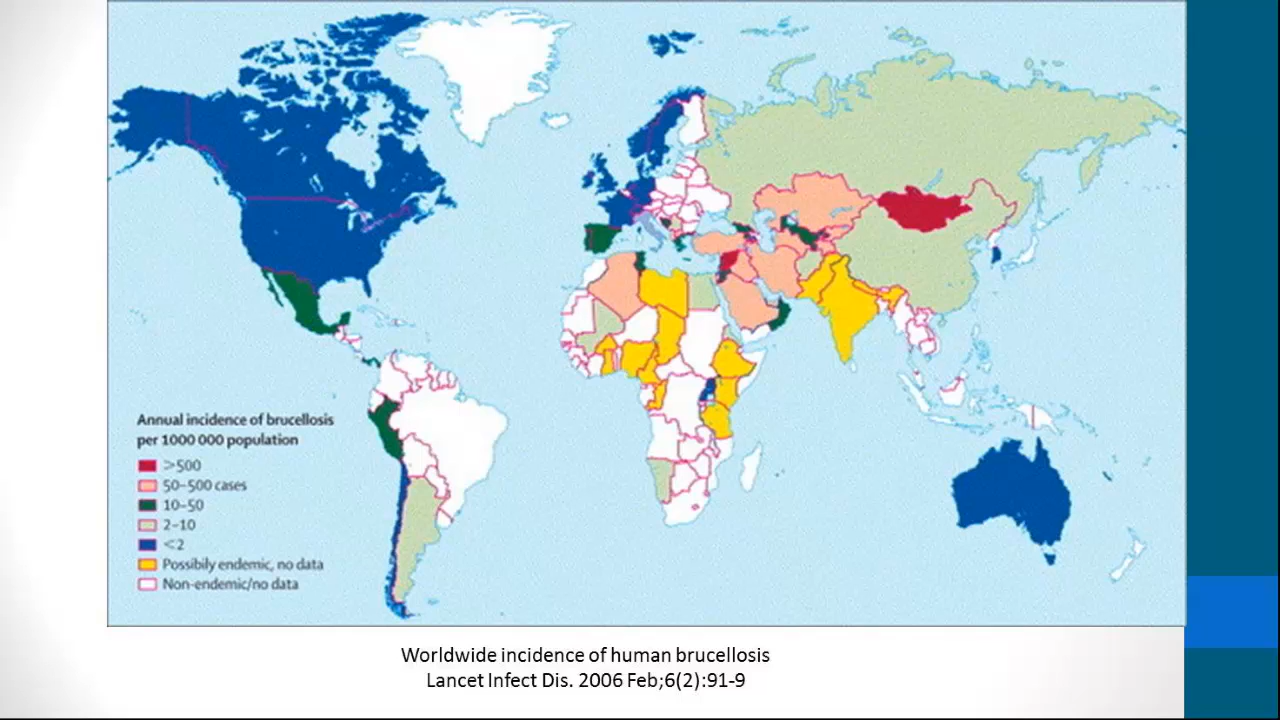 Annual incidence of brucellosis
per 1000 000 population
>500
50–500 cases
10–50
2–10
<2
Possibily endemic, no data
Non-endemic/no data
Worldwide incidence of human brucellosis
Lancet Infect Dis. 2006 Feb;6(2):91-9